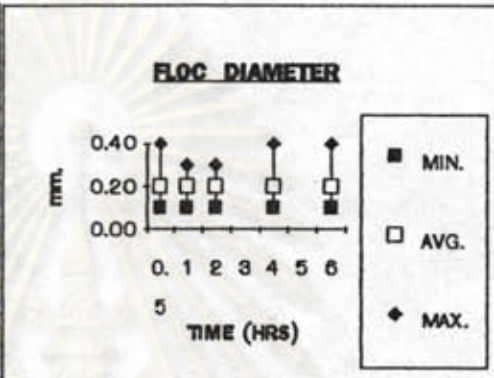 FLOC DIAMETER
mm.
0.40
0.20
0.00
0.5 1 2 3 4 5 6
TIME (HRS)
MIN.
AVG.
MAX.